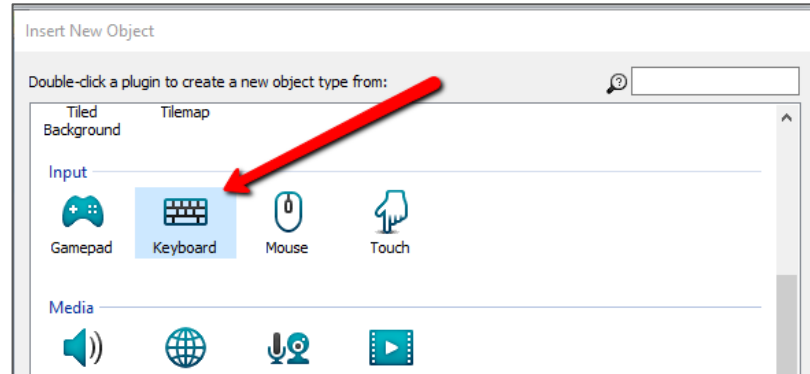 Insert New Object
Double-click a plugin to create a new object type from:
Tiled Background
Tilemap
Input
Gamepad
Keyboard
Mouse
Touch
Media